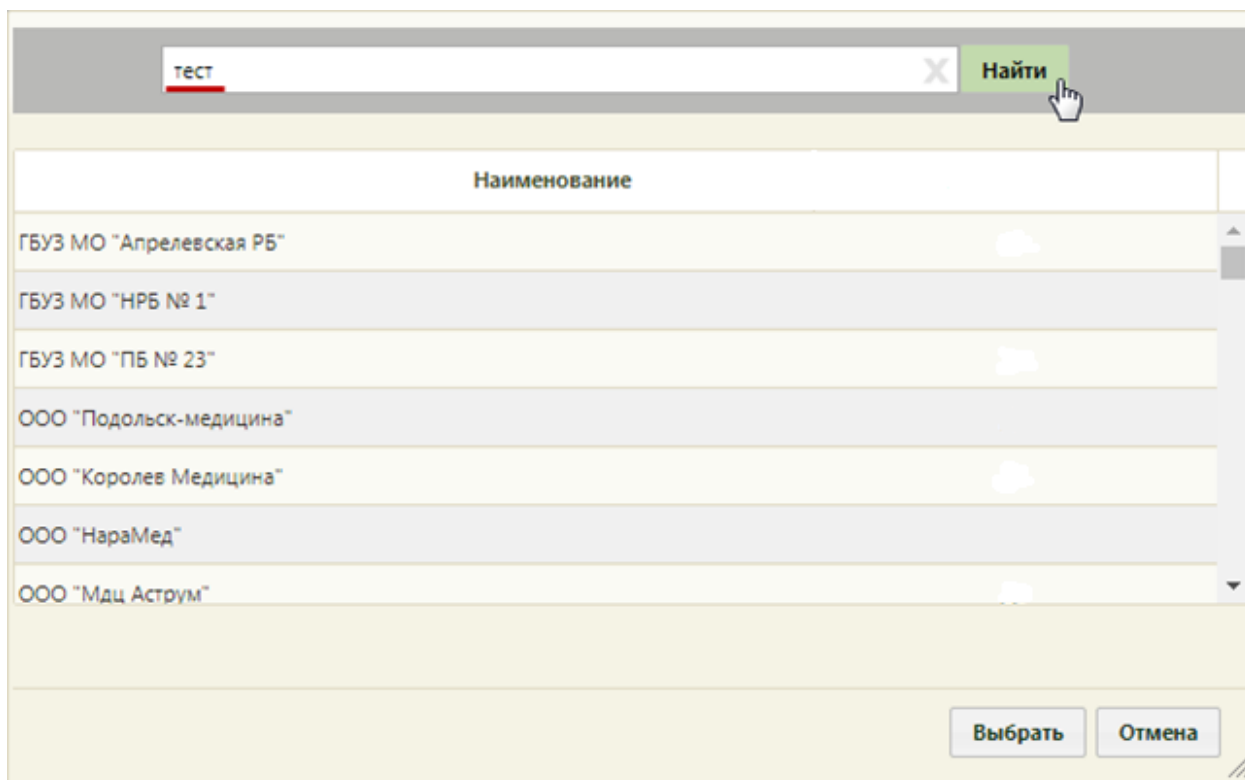 тест
Найти
Наименование
ГБУЗ МО "Апрелевская РБ"
ГБУЗ МО "НРБ № 1"
ГБУЗ МО "ПБ № 23"
ООО "Подольск-медицина"
ООО "Королев Медицина"
ООО "НараМед"
ООО "Мдц Аструм"
Выбрать Отмена